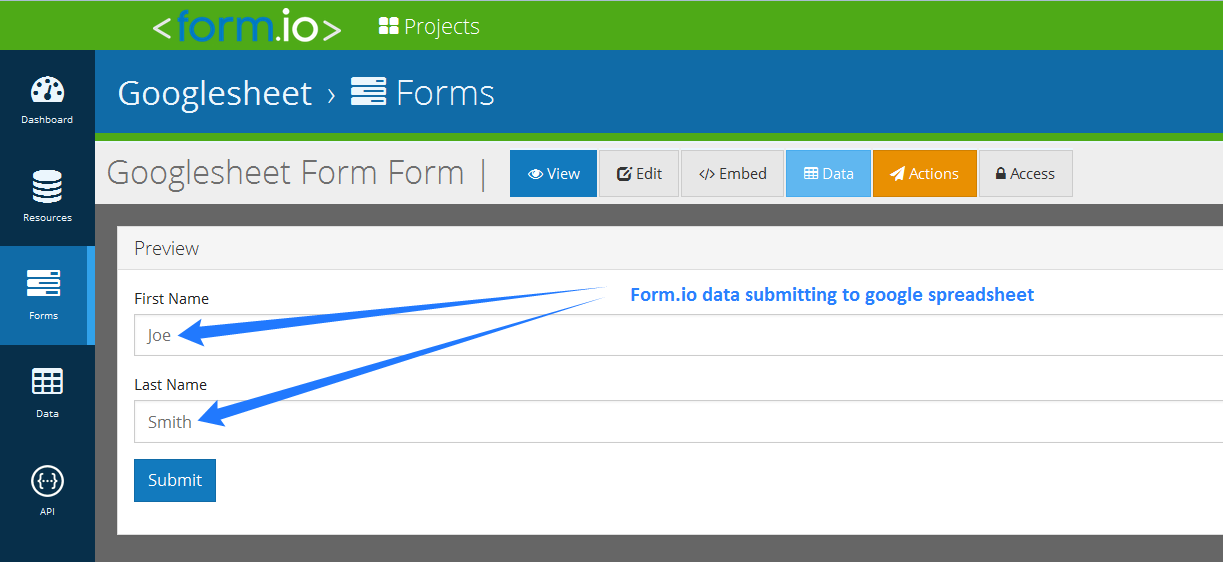 <form.io>
Projects
Googlesheet › Forms
Googlesheet Form Form |
View
Edit
</> Embed
Data
Actions
Access
Dashboard
Resources
Forms
Data
API
Preview
First Name
Joe
Form.io data submitting to google spreadsheet
Last Name
Smith
Submit